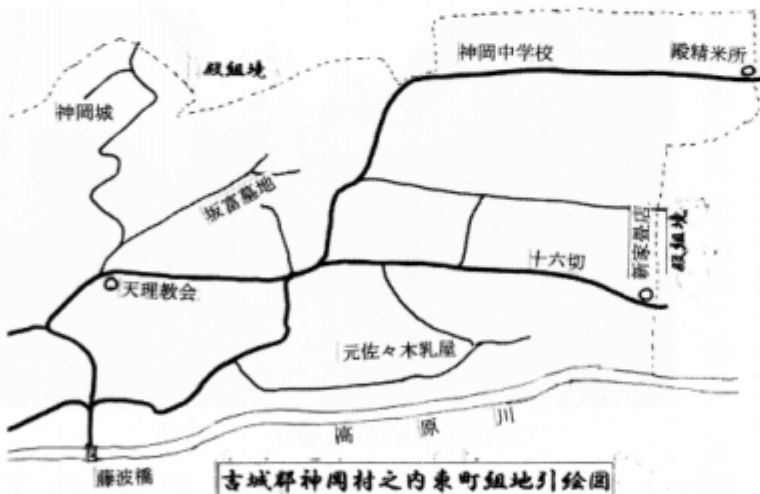 神岡中学校
殿精米所
殿組境
神岡城
坂富墓地
新家畳店
殿組境
十六切
天理教会
元佐々木乳屋
高原川
藤波橋
吉城郡神岡村之内東町組地引絵図